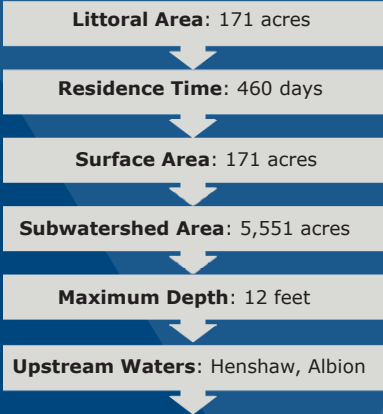 Littoral Area: 171 acres
Residence Time: 460 days
Surface Area: 171 acres
Subwatershed Area: 5,551 acres
Maximum Depth: 12 feet
Upstream Waters: Henshaw, Albion